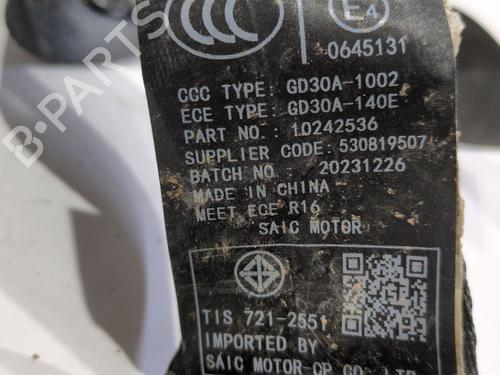 E4
0645131
CCC TYPE: GD30A-1002
ECE TYPE: GD30A-140E
PART NO.: 10242536
SUPPLIER CODE: 530819507
BATCH NO.: 20231226
MADE IN CHINA
MEET ECE R16
SAIC MOTOR
TIS 721-2551
IMPORTED BY
SAIC MOTOR-CP CO.,LTD
B-PARTS